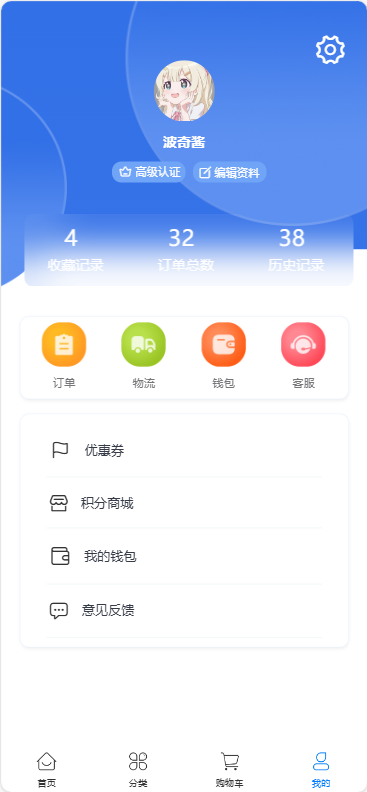 波奇酱
高级认证 编辑资料
4 32 38
收藏记录 订单总数 历史记录
订单 物流 钱包 客服
优惠券
积分商城
我的钱包
意见反馈
首页 分类 购物车 我的